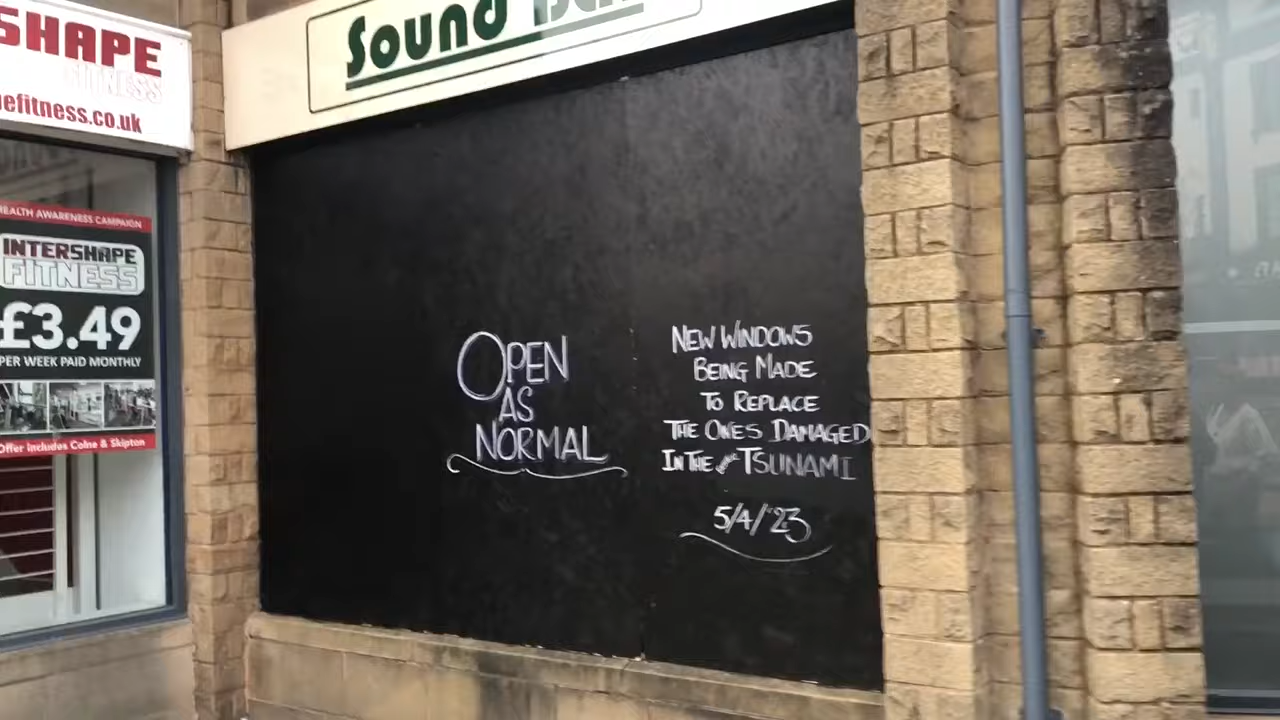 SHAPE
FITNESS
efitness.co.uk
HEALTH AWARENESS CAMPAIGN
INTERSHAPE
FITNESS
£3.49
PER WEEK PAID MONTHLY
Offer includes Colne & Skipton
Sound
OPEN
AS
NORMAL
NEW WINDOWS
BEING MADE
TO REPLACE
THE ONES DAMAGED
IN THE TSUNAMI
5/4/'23